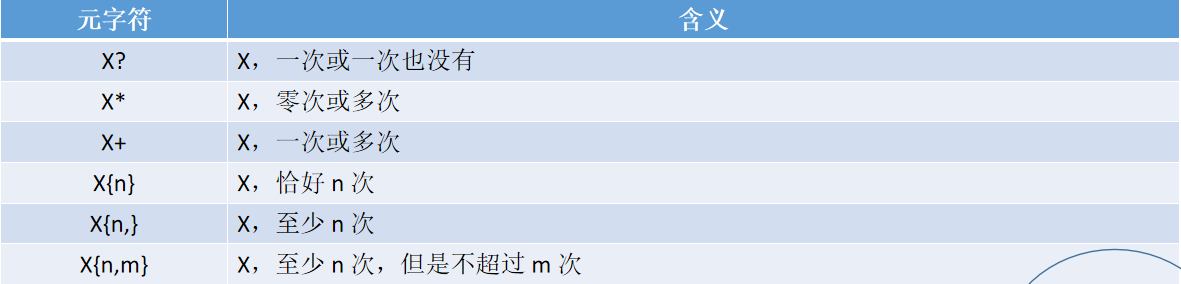 元字符 含义
X? X，一次或一次也没有
X* X，零次或多次
X+ X，一次或多次
X{n} X，恰好 n 次
X{n,} X，至少 n 次
X{n,m} X，至少 n 次，但是不超过 m 次